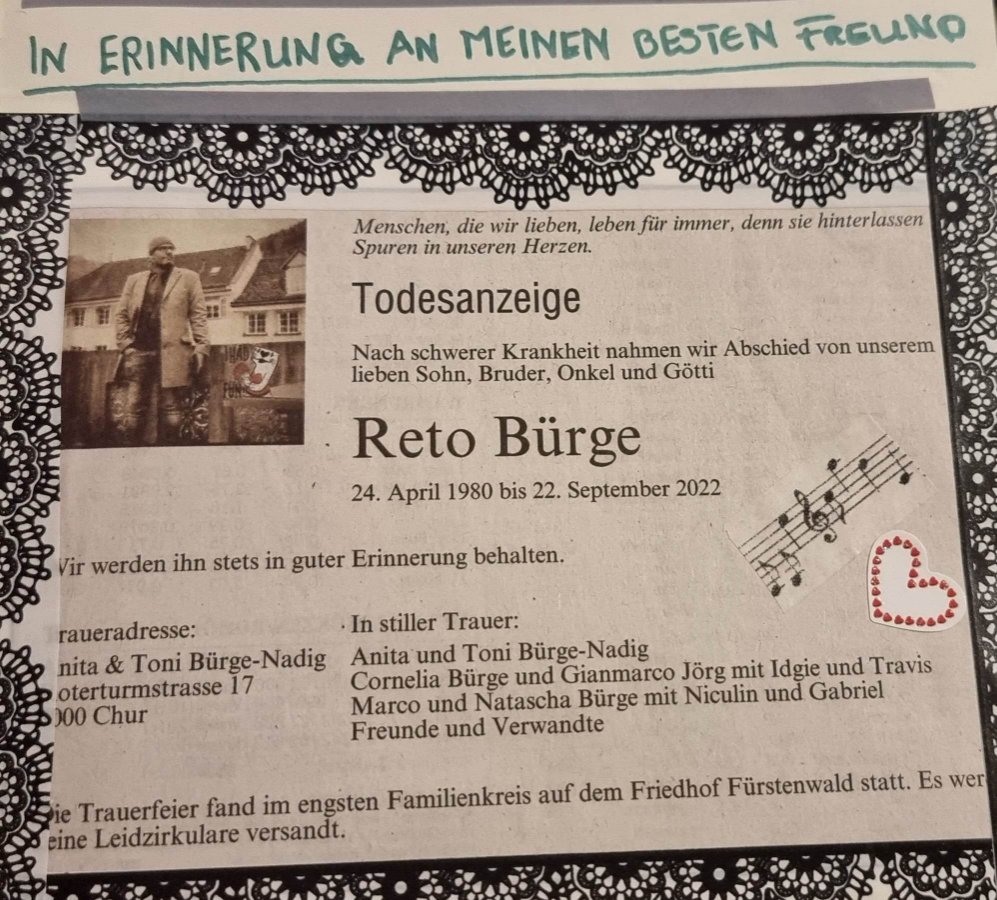 IN ERINNERUNG AN MEINEN BESTEN FREUND
Menschen, die wir lieben, leben für immer, denn sie hinterlassen
Spuren in unseren Herzen.
Todesanzeige
Nach schwerer Krankheit nahmen wir Abschied von unserem
lieben Sohn, Bruder, Onkel und Götti
Reto Bürge
24. April 1980 bis 22. September 2022
Wir werden ihn stets in guter Erinnerung behalten.
raueradresse:
nita & Toni Bürge-Nadig
oterturmstrasse 17
000 Chur
In stiller Trauer:
Anita und Toni Bürge-Nadig
Cornelia Bürge und Gianmarco Jörg mit Idgie und Travis
Marco und Natascha Bürge mit Niculin und Gabriel
Freunde und Verwandte
ie Trauerfeier fand im engsten Familienkreis auf dem Friedhof Fürstenwald statt. Es wer
eine Leidzirkulare versandt.